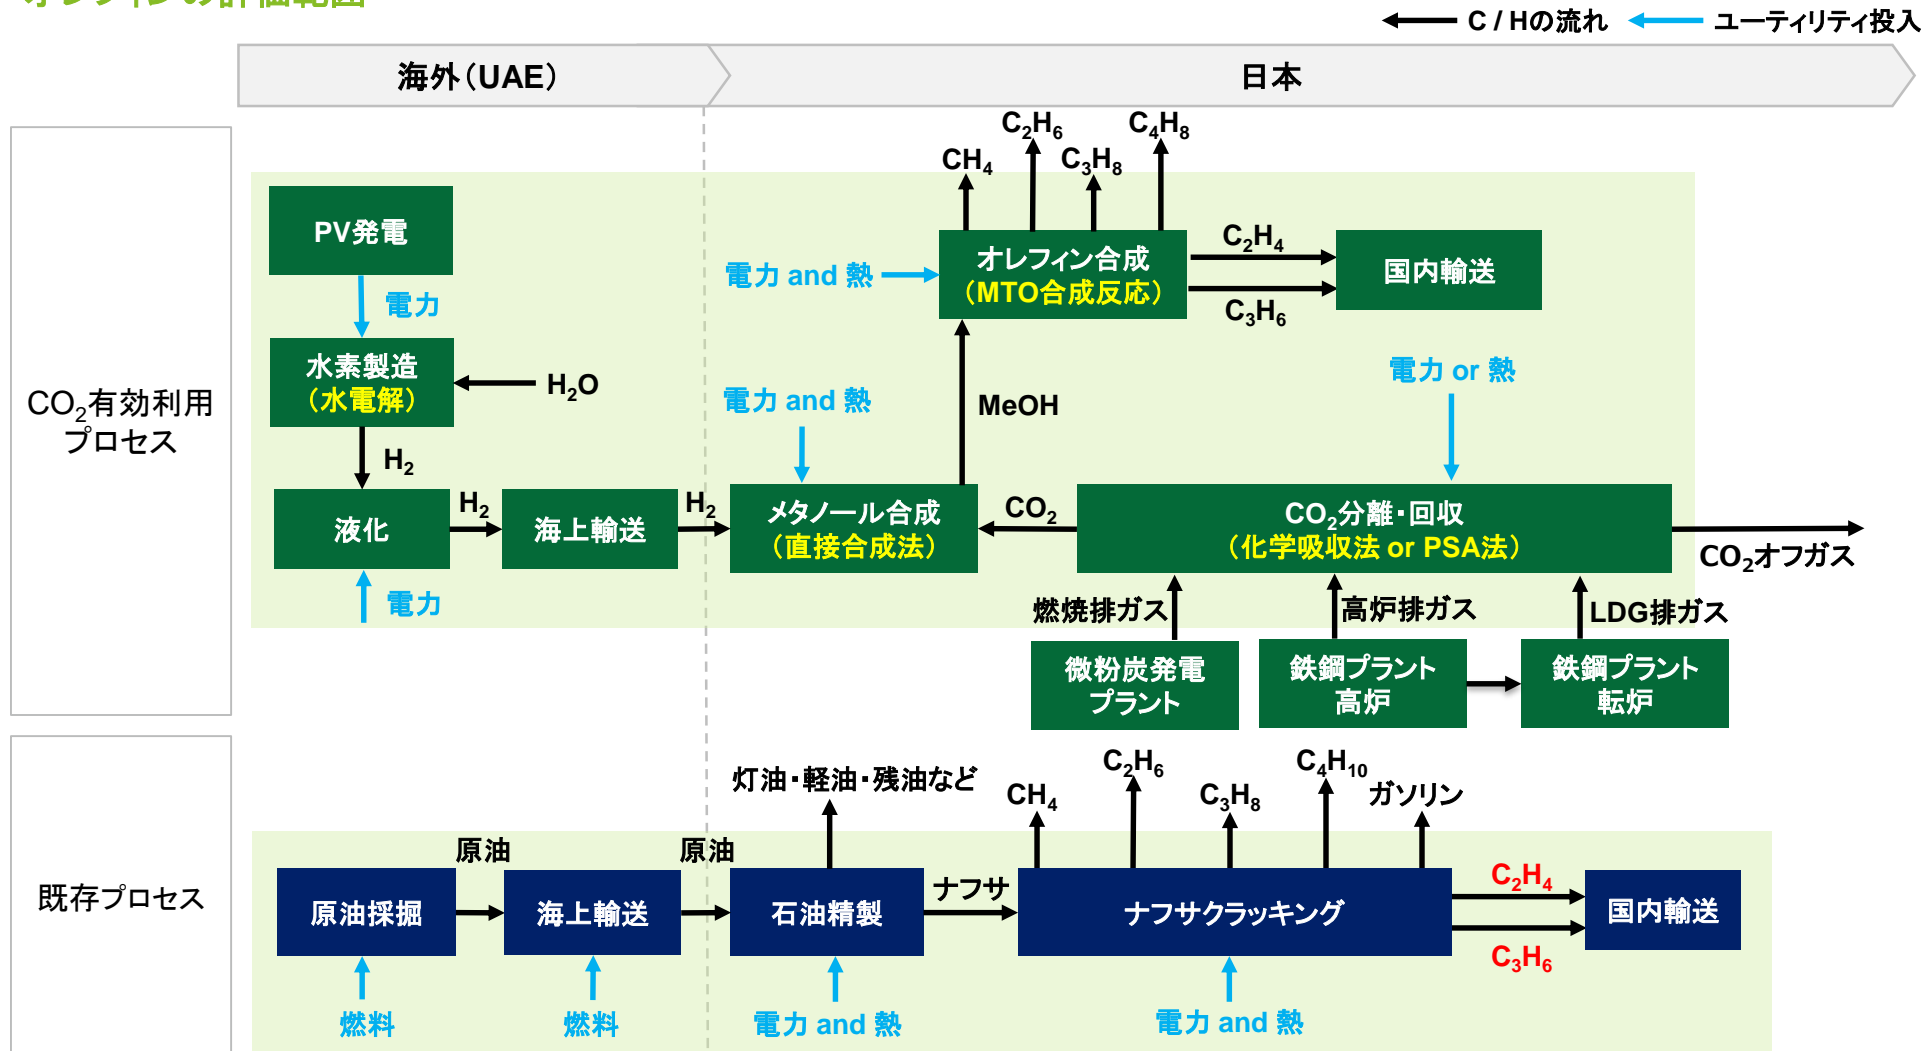 オレフィンの評価範囲
C / Hの流れ
ユーティリティ投入
海外（UAE）
日本
CO2有効利用
プロセス
PV発電
電力
水素製造
（水電解）
H2O
H2
液化
電力
H2
海上輸送
H2
電力 and 熱
メタノール合成
（直接合成法）
MeOH
電力 and 熱
オレフィン合成
（MTO合成反応）
CH4
C2H6
C3H8
C4H8
C2H4
C3H6
国内輸送
電力 or 熱
CO2
CO2分離・回収
（化学吸収法 or PSA法）
CO2オフガス
燃焼排ガス
高炉排ガス
LDG排ガス
微粉炭発電
プラント
鉄鋼プラント
高炉
鉄鋼プラント
転炉
既存プロセス
原油採掘
燃料
原油
海上輸送
燃料
原油
石油精製
灯油・軽油・残油など
電力 and 熱
ナフサ
ナフサクラッキング
電力 and 熱
CH4
C2H6
C3H8
C4H10
ガソリン
C2H4
C3H6
国内輸送